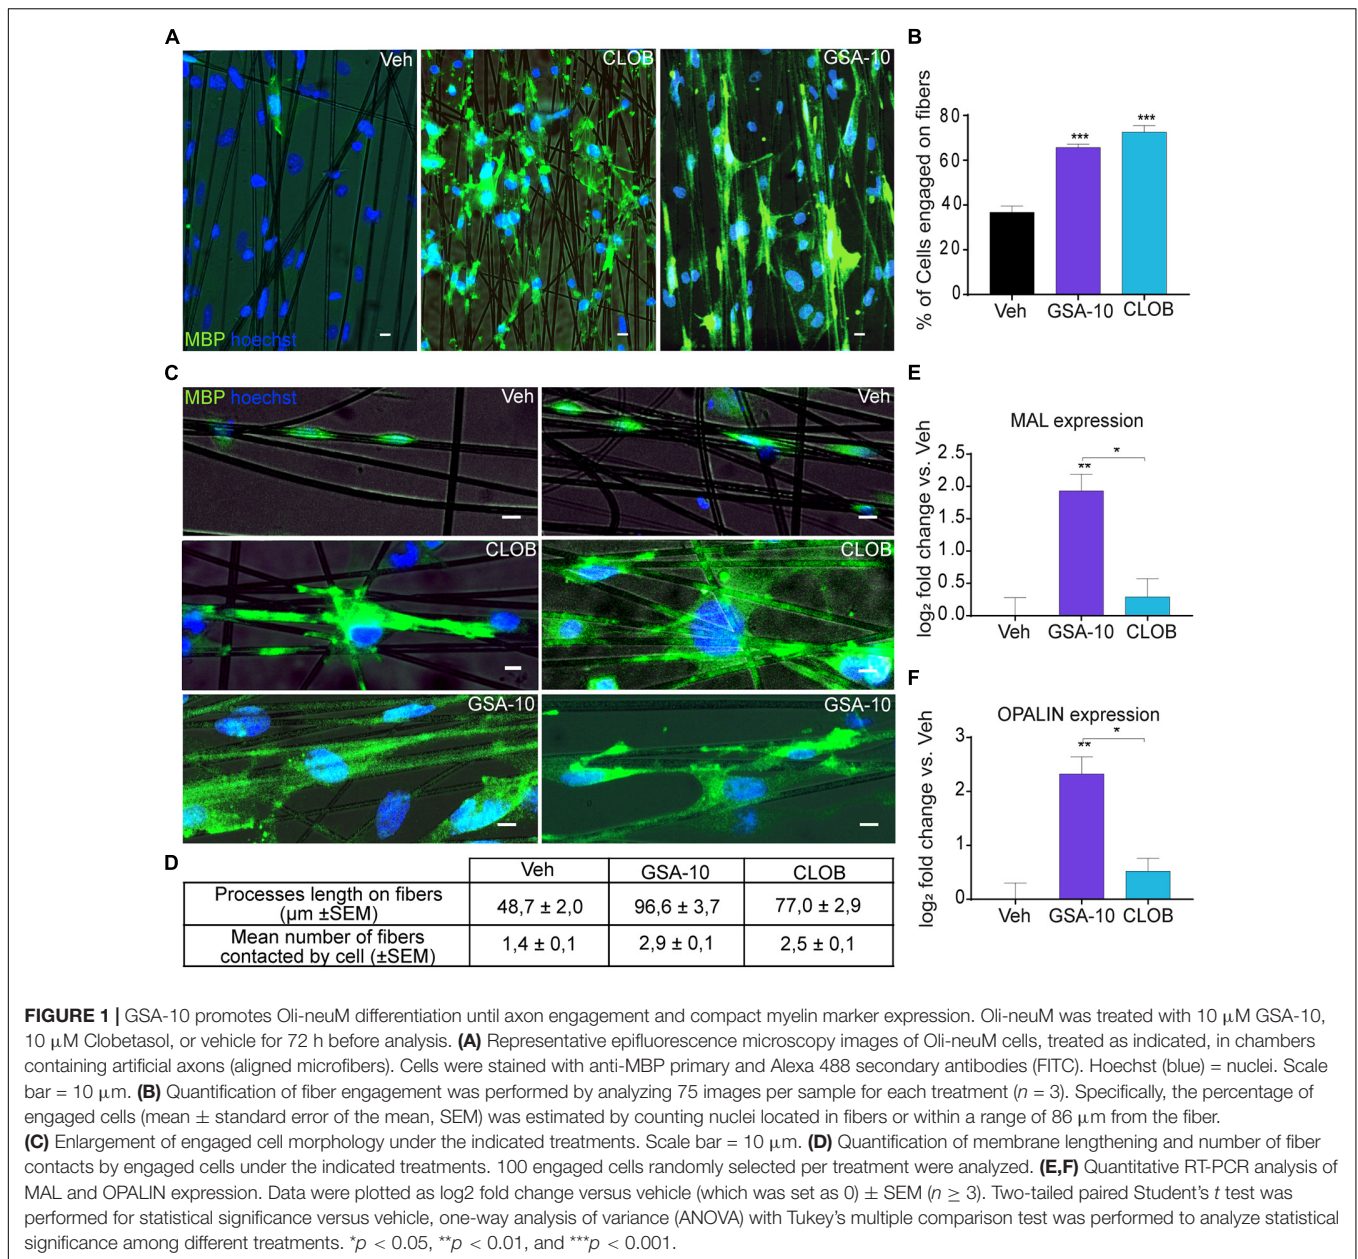 A
Veh
CLOB
GSA-10
MBP hoechst
B
% of Cells engaged on fibers
80
60
40
20
0
***
***
Veh
GSA-10
CLOB
C
MBP hoechst
Veh
Veh
CLOB
CLOB
GSA-10
GSA-10
D
Veh GSA-10 CLOB
Processes length on fibers
(µm ±SEM)
48,7 ± 2,0 96,6 ± 3,7 77,0 ± 2,9
Mean number of fibers
contacted by cell (±SEM)
1,4 ± 0,1 2,9 ± 0,1 2,5 ± 0,1
E
MAL expression
log₂ fold change vs. Veh
2.5
2.0
1.5
1.0
0.5
0.0
**
*
Veh
GSA-10
CLOB
F
OPALIN expression
log₂ fold change vs. Veh
3
2
1
0
**
*
Veh
GSA-10
CLOB
FIGURE 1 | GSA-10 promotes Oli-neuM differentiation until axon engagement and compact myelin marker expression. Oli-neuM was treated with 10 µM GSA-10,
10 µM Clobetasol, or vehicle for 72 h before analysis. (A) Representative epifluorescence microscopy images of Oli-neuM cells, treated as indicated, in chambers
containing artificial axons (aligned microfibers). Cells were stained with anti-MBP primary and Alexa 488 secondary antibodies (FITC). Hoechst (blue) = nuclei. Scale
bar = 10 µm. (B) Quantification of fiber engagement was performed by analyzing 75 images per sample for each treatment (n = 3). Specifically, the percentage of
engaged cells (mean ± standard error of the mean, SEM) was estimated by counting nuclei located in fibers or within a range of 86 µm from the fiber.
(C) Enlargement of engaged cell morphology under the indicated treatments. Scale bar = 10 µm. (D) Quantification of membrane lengthening and number of fiber
contacts by engaged cells under the indicated treatments. 100 engaged cells randomly selected per treatment were analyzed. (E,F) Quantitative RT-PCR analysis of
MAL and OPALIN expression. Data were plotted as log2 fold change versus vehicle (which was set as 0) ± SEM (n ≥ 3). Two-tailed paired Student's t test was
performed for statistical significance versus vehicle, one-way analysis of variance (ANOVA) with Tukey's multiple comparison test was performed to analyze statistical
significance among different treatments. *p < 0.05, **p < 0.01, and ***p < 0.001.